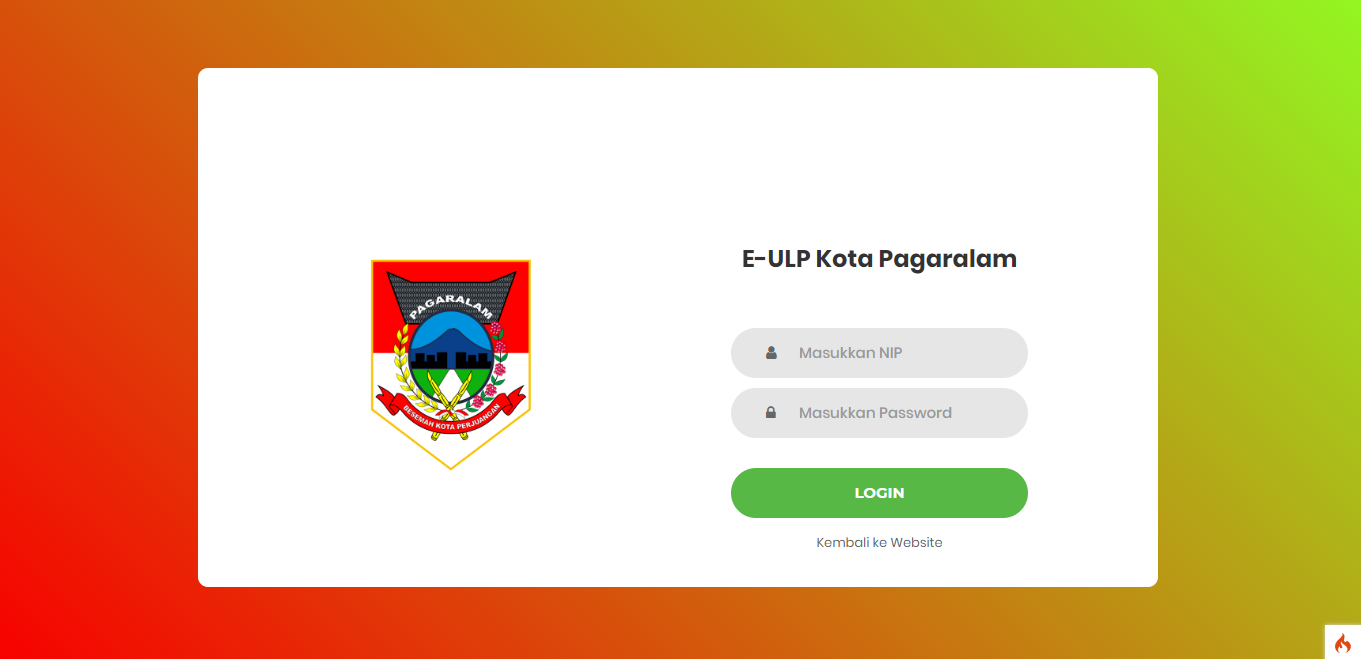 PAGARALAM
BESEMAH KOTA PERJUANGAN
E-ULP Kota Pagaralam
Masukkan NIP
Masukkan Password
LOGIN
Kembali ke Website